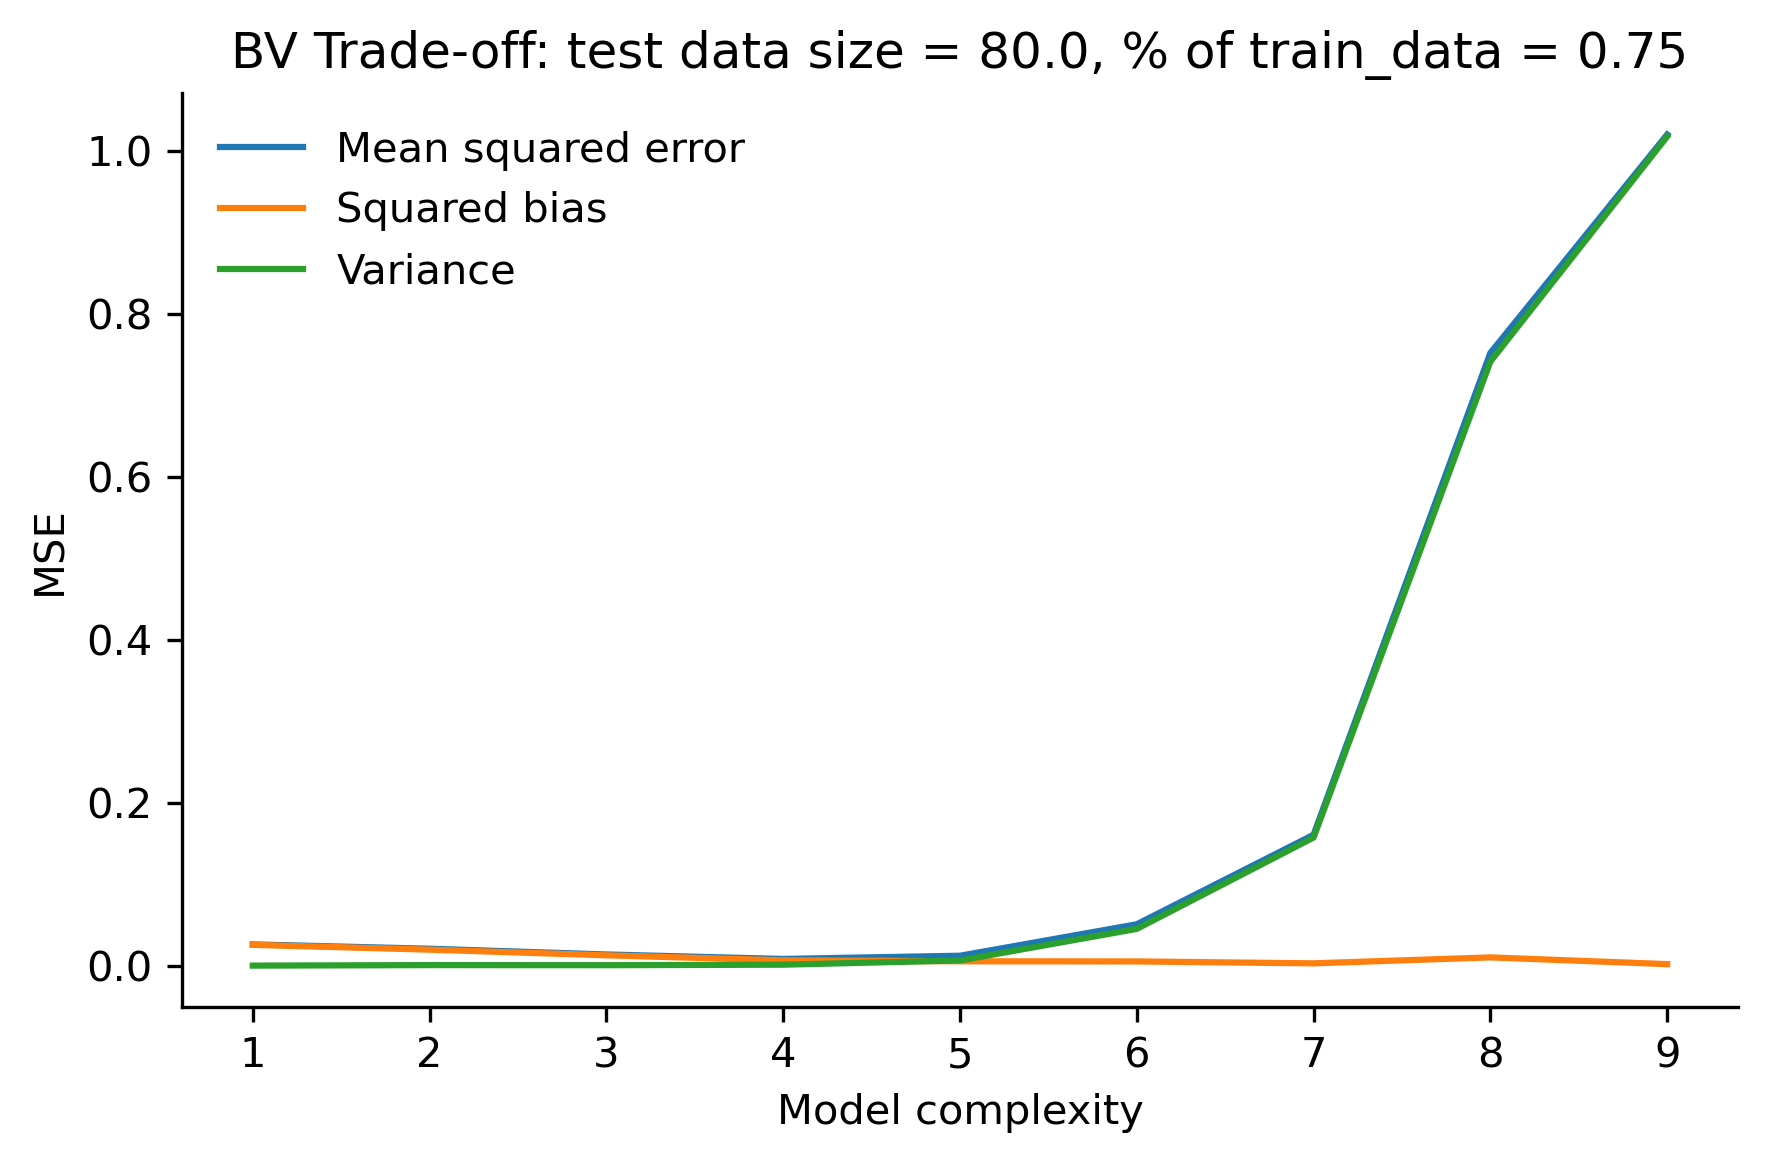 BV Trade-off: test data size = 80.0, % of train_data = 0.75
Mean squared error
Squared bias
Variance
MSE
1.0
0.8
0.6
0.4
0.2
0.0
1 2 3 4 5 6 7 8 9
Model complexity